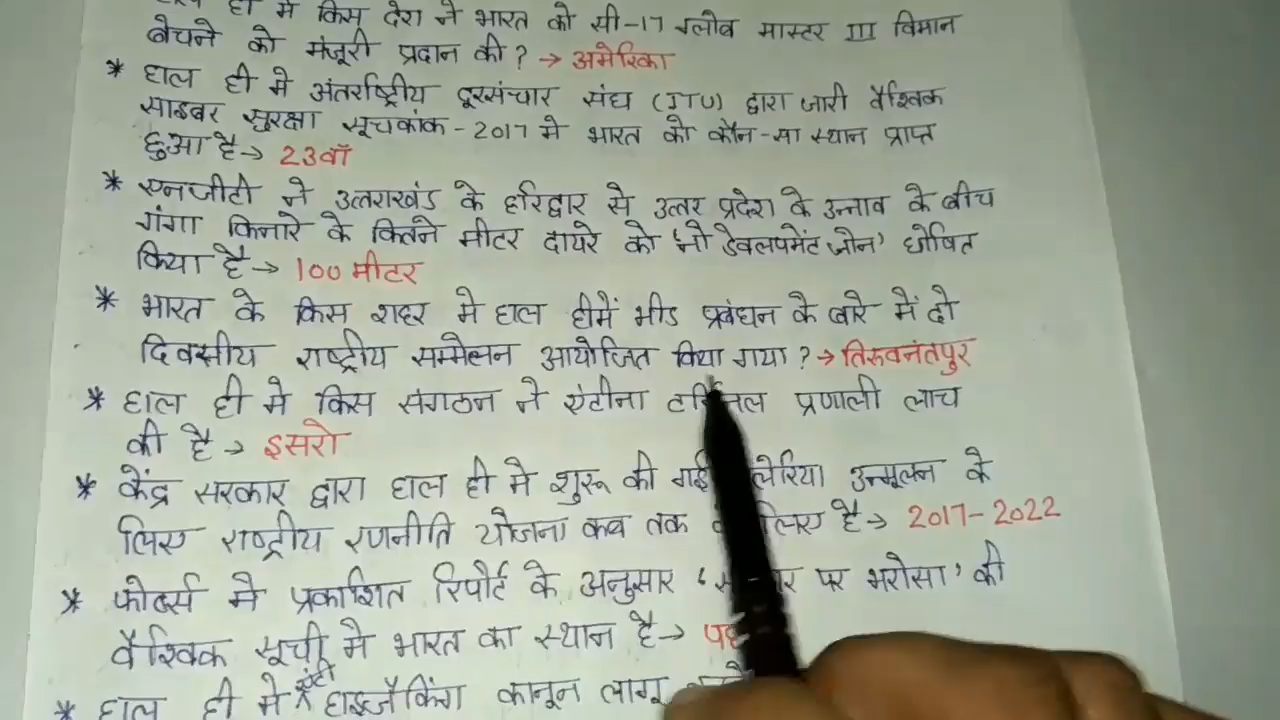 ही मे किस देश ने भारत को सी-17 ग्लोब मास्टर III विमान
बेचने को मंजूरी प्रदान की? → अमेरिका
* हाल ही मे अंतर्राष्ट्रीय दूरसंचार संघ (ITU) द्वारा जारी वैश्विक
साइबर सुरक्षा सूचकांक-2017 मे भारत को कौन-सा स्थान प्राप्त
हुआ है→ 23वाँ
* एनजीटी ने उत्तराखंड के हरिद्वार से उत्तर प्रदेश के उन्नाव के बीच
गंगा किनारे के कितने मीटर दायरे को 'नो डेवलपमेंट जोन' घोषित
किया है→ 100 मीटर
* भारत के किस शहर मे हाल हीमें भीड प्रबंधन के बारे में दो
दिवसीय राष्ट्रीय सम्मेलन आयोजित किया गया? → तिरुवनंतपुर
* हाल ही मे किस संगठन ने एंटीना प्रणाली लाच
की है → इसरो
* केंद्र सरकार द्वारा हाल ही मे शुरू की गई उन्मूलन के
लिए राष्ट्रीय रणनीति योजना कब तक लिए है→ 2017-2022
* फोर्ब्स मे प्रकाशित रिपोर्ट के अनुसार पर भरोसा' की
वैश्विक सूची मे भारत का स्थान है→
* हाल ही मे एंटी हाइजैकिंग कानून लागू